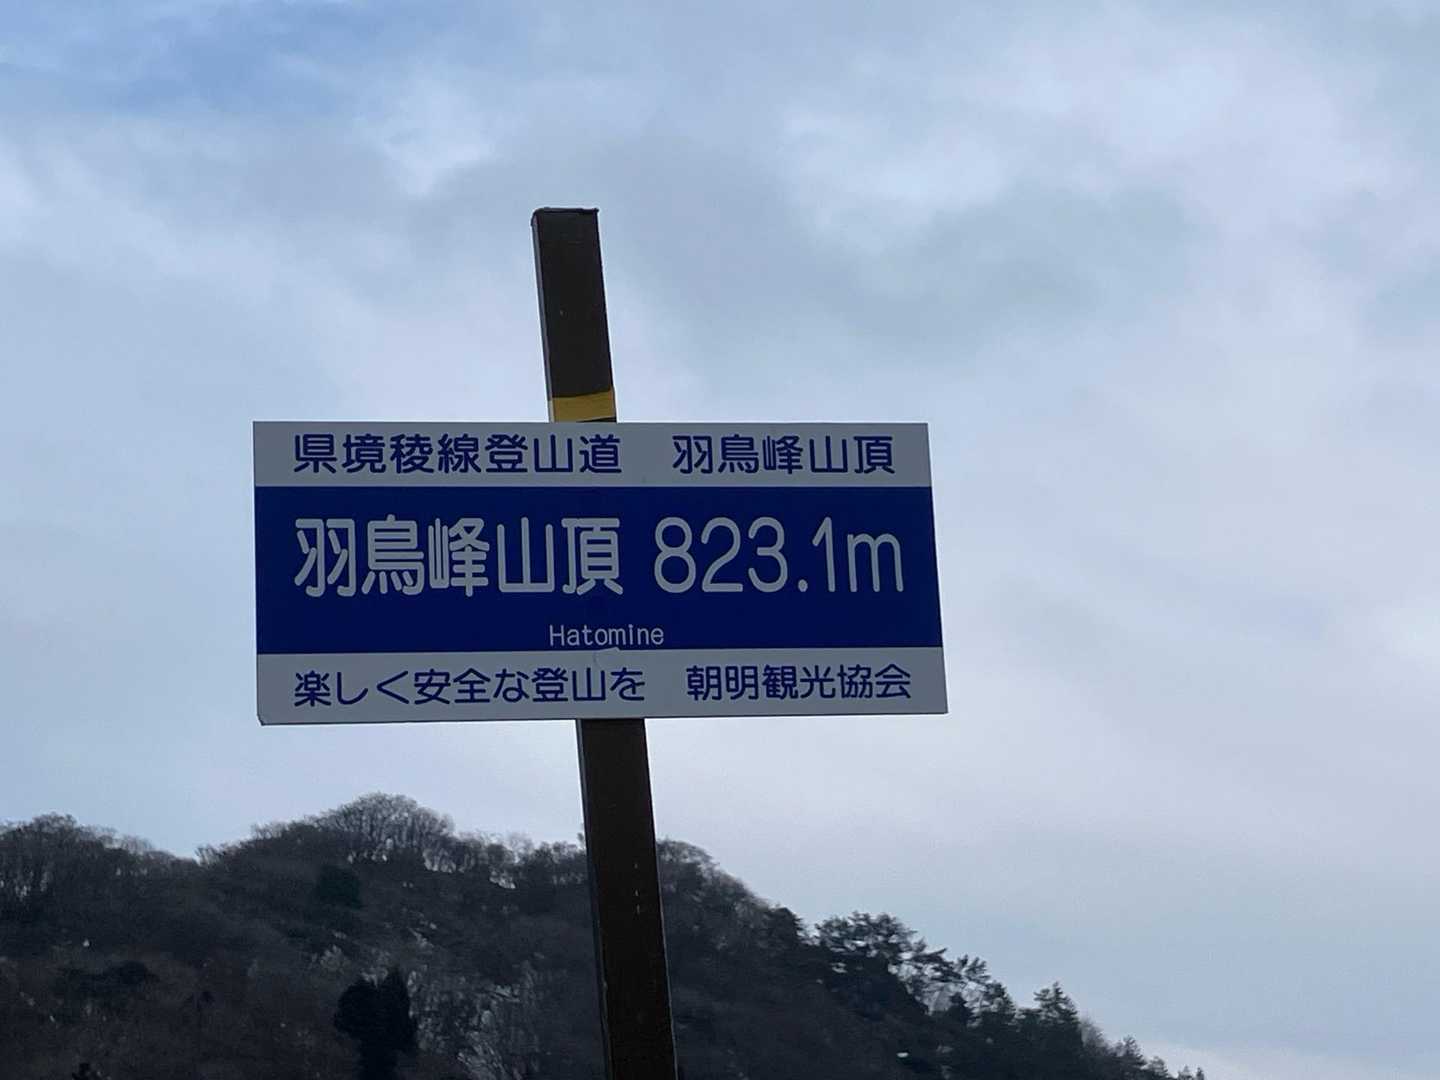 県境稜線登山道　羽鳥峰山頂
羽鳥峰山頂 823.1m
Hatomine
楽しく安全な登山を　朝明観光協会